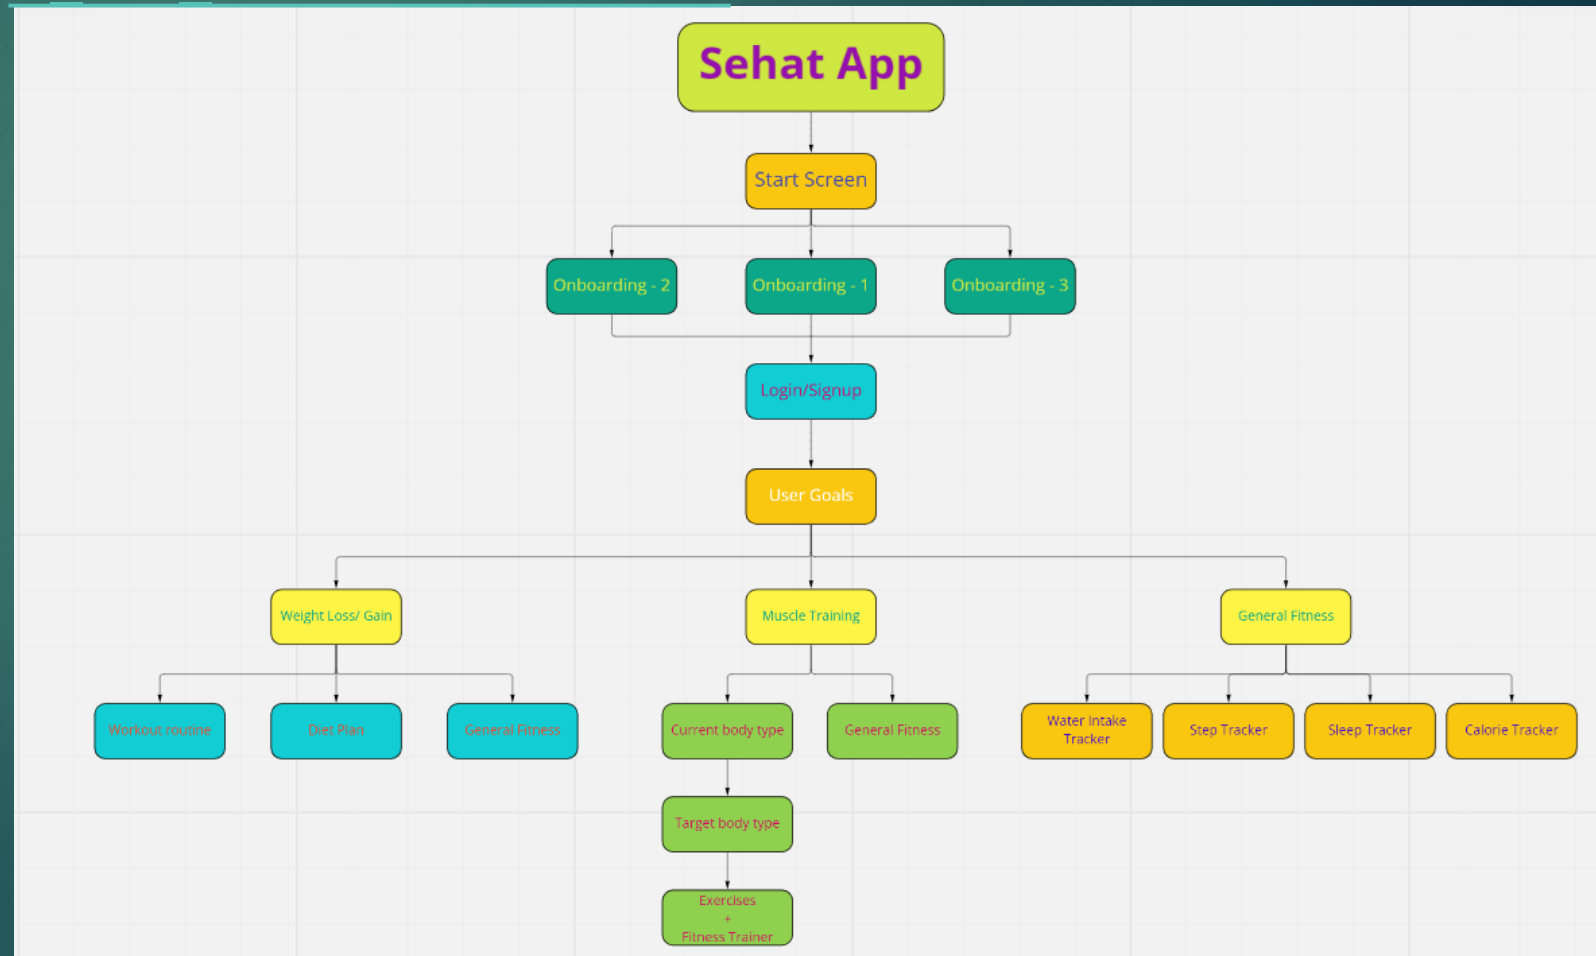 Sehat App
Start Screen
Onboarding - 2
Onboarding - 1
Onboarding - 3
Login/Signup
User Goals
Weight Loss/ Gain
Muscle Training
General Fitness
Workout routine
Diet Plan
General Fitness
Current body type
General Fitness
Water Intake
Tracker
Step Tracker
Sleep Tracker
Calorie Tracker
Target body type
Exercises
+
Fitness Trainer